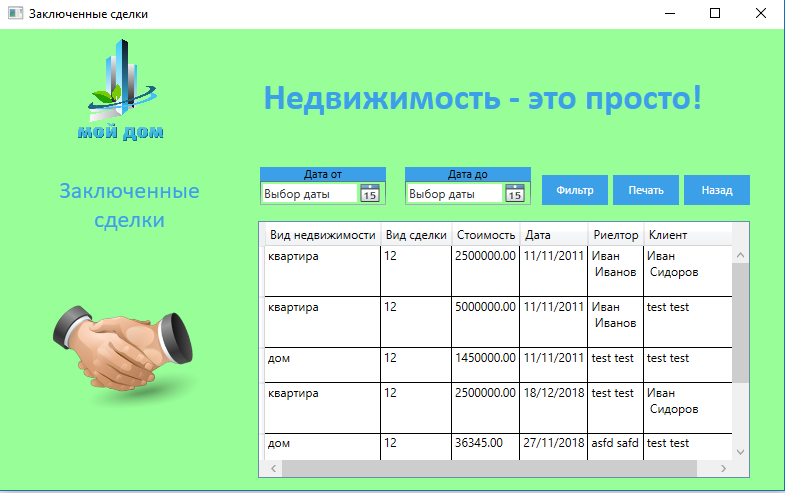 Заключенные сделки
мой дом
Недвижимость - это просто!
Заключенные
сделки
Дата от
Дата до
Выбор даты 15
Выбор даты 15
Фильтр Печать Назад
Вид недвижимости Вид сделки Стоимость Дата Риелтор Клиент
квартира 12 2500000.00 11/11/2011 Иван Иван
Иванов Сидоров
квартира 12 5000000.00 11/11/2011 Иван test test
Иванов
дом 12 1450000.00 11/11/2011 test test test test
квартира 12 2500000.00 18/12/2018 test test Иван
Сидоров
дом 12 36345.00 27/11/2018 asfd safd test test